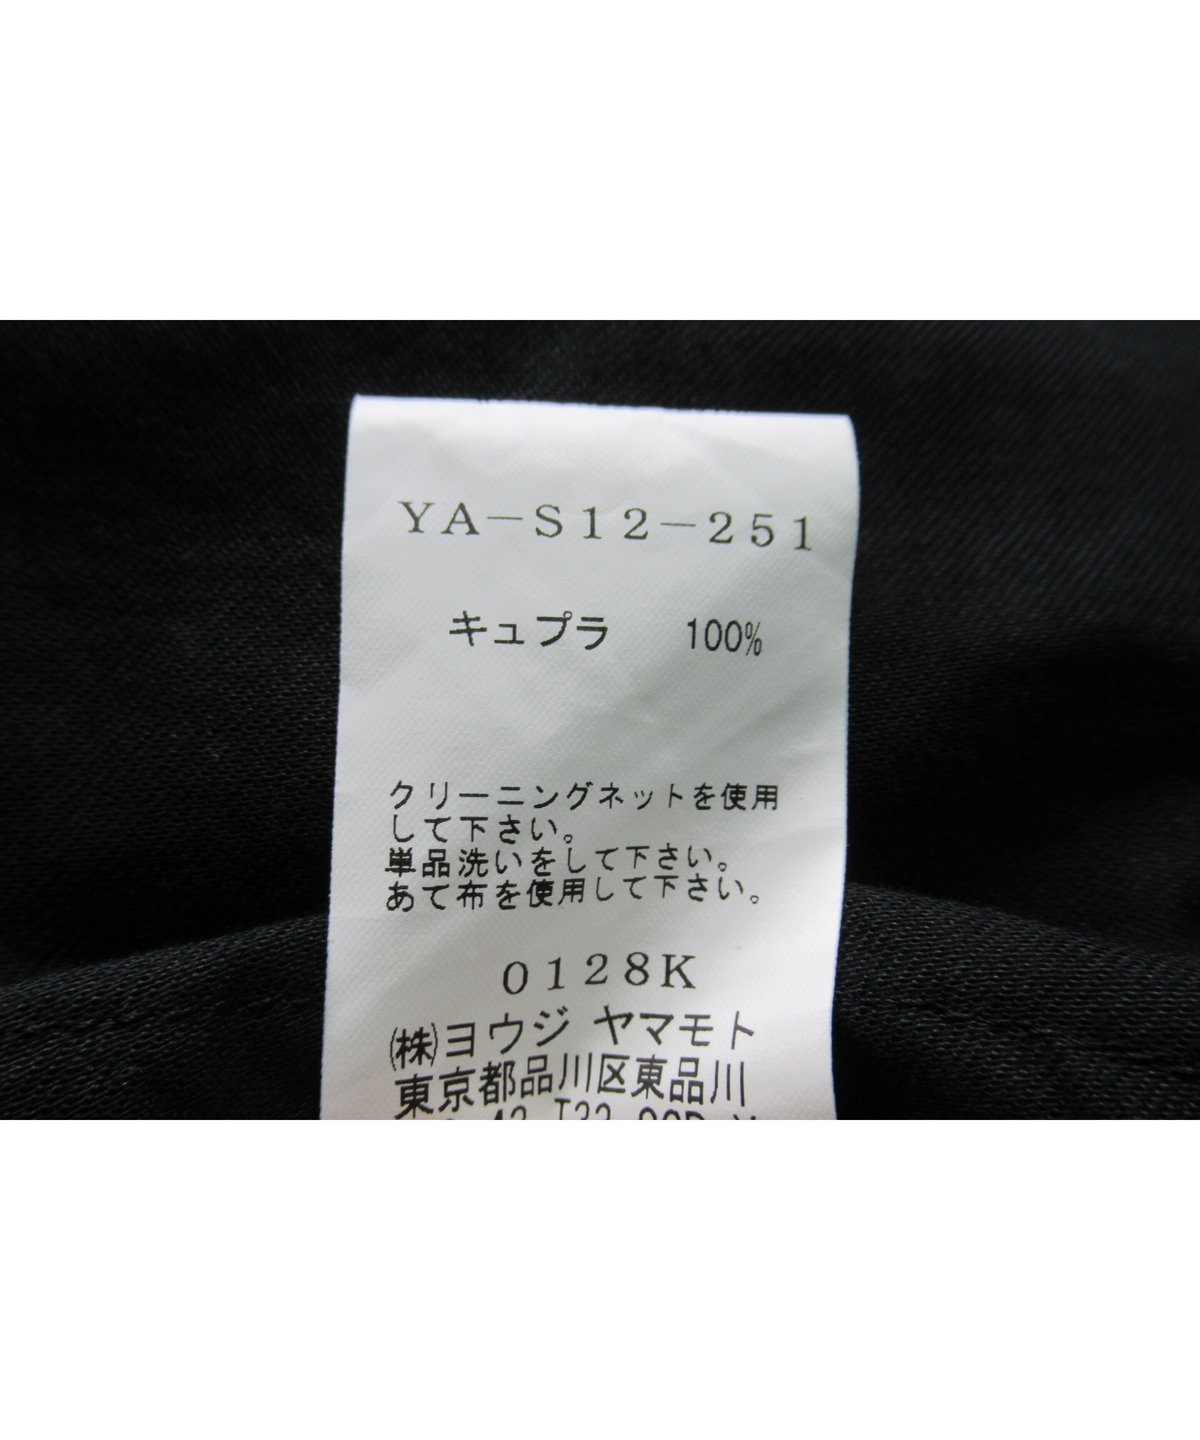 YA-S12-251
キュプラ 100%
クリーニングネットを使用
して下さい。
単品洗いをして下さい。
あて布を使用して下さい。
0128K
(株)ヨウジ ヤマモト
東京都品川区東品川